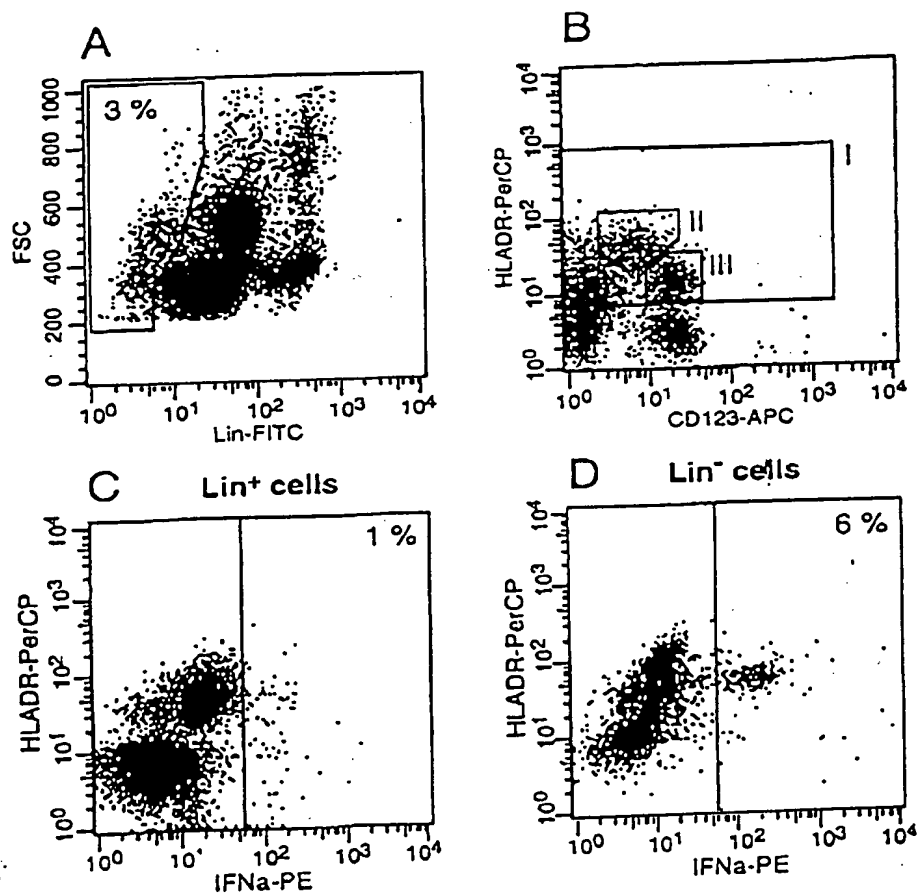 A
3 %
FSC
1000
800
600
400
200
0
10⁰ 10¹ 10² 10³ 10⁴
Lin-FITC
B
HLADR-PerCP
10⁴
10³
10²
10¹
10⁰
I
II
III
10⁰ 10¹ 10² 10³ 10⁴
CD123-APC
C Lin⁺ cells
1 %
HLADR-PerCP
10⁴
10³
10²
10¹
10⁰
10⁰ 10¹ 10² 10³ 10⁴
IFNa-PE
D Lin⁻ cells
6 %
HLADR-PerCP
10⁴
10³
10²
10¹
10⁰
10⁰ 10¹ 10² 10³ 10⁴
IFNa-PE